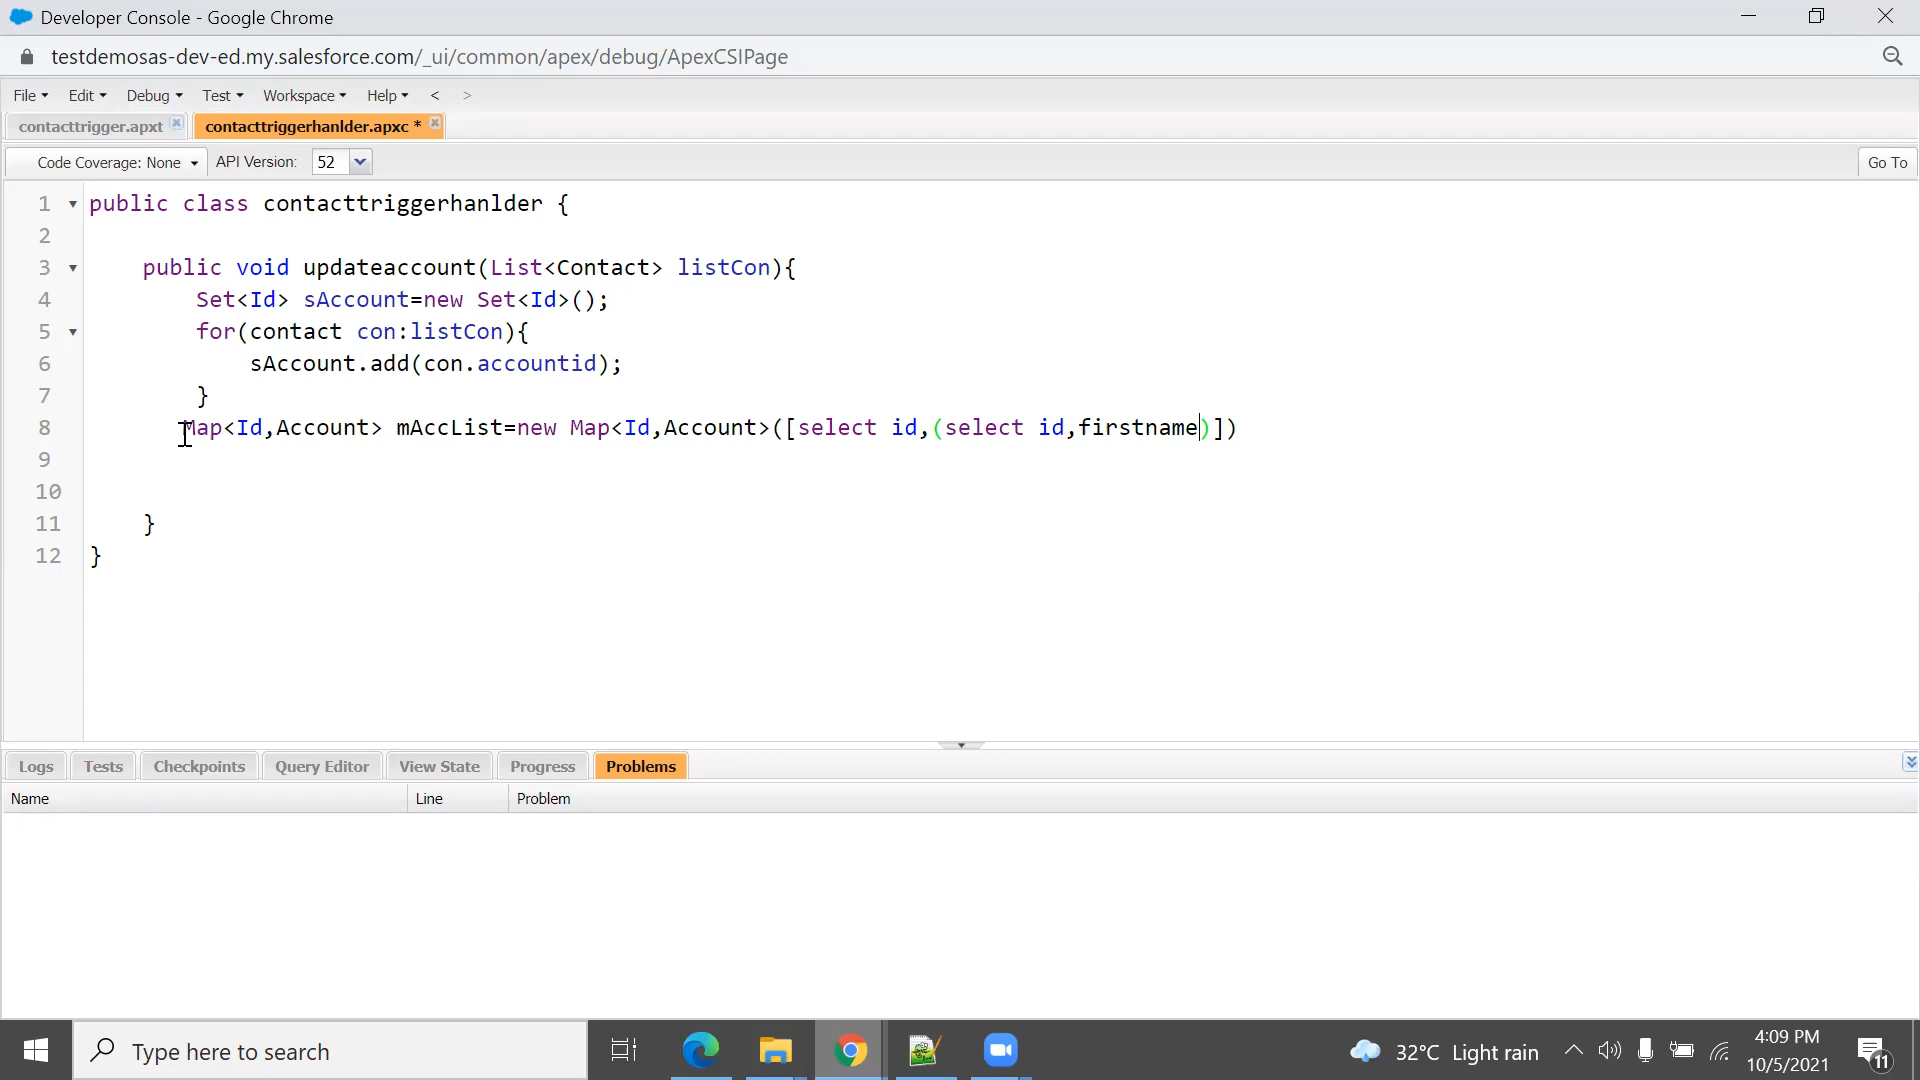 Developer Console - Google Chrome
testdemosas-dev-ed.my.salesforce.com/_ui/common/apex/debug/ApexCSIPage
File Edit Debug Test Workspace Help < >
contacttrigger.apxt contacttriggerhanlder.apxc *
Code Coverage: None API Version: 52 Go To
1 public class contacttriggerhanlder {
2
3 public void updateaccount(List<Contact> listCon){
4 Set<Id> sAccount=new Set<Id>();
5 for(contact con:listCon){
6 sAccount.add(con.accountid);
7 }
8 Map<Id,Account> mAccList=new Map<Id,Account>([select id,(select id,firstname)])
9
10
11 }
12 }
Logs Tests Checkpoints Query Editor View State Progress Problems
Name Line Problem
Type here to search
32°C Light rain
4:09 PM
10/5/2021
11